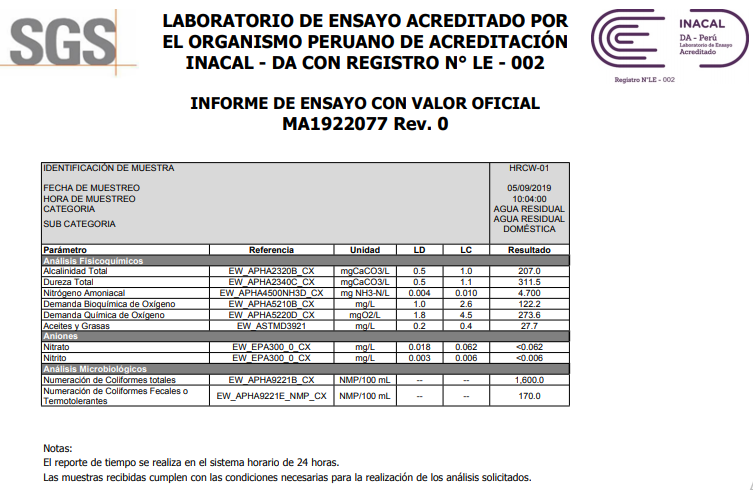 SGS
LABORATORIO DE ENSAYO ACREDITADO POR
EL ORGANISMO PERUANO DE ACREDITACIÓN
INACAL - DA CON REGISTRO N° LE - 002
INACAL
DA - Perú
Laboratorio de Ensayo
Acreditado
Registro N°LE - 002
INFORME DE ENSAYO CON VALOR OFICIAL
MA1922077 Rev. 0
IDENTIFICACIÓN DE MUESTRA HRCW-01
FECHA DE MUESTREO 05/09/2019
HORA DE MUESTREO 10:04:00
CATEGORIA AGUA RESIDUAL
SUB CATEGORIA AGUA RESIDUAL DOMÉSTICA
Parámetro Referencia Unidad LD LC Resultado
Análisis Fisicoquímicos
Alcalinidad Total EW_APHA2320B_CX mgCaCO3/L 0.5 1.0 207.0
Dureza Total EW_APHA2340C_CX mgCaCO3/L 0.5 1.1 311.5
Nitrógeno Amoniacal EW_APHA4500NH3D_CX mg NH3-N/L 0.004 0.010 4.700
Demanda Bioquímica de Oxígeno EW_APHA5210B_CX mg/L 1.0 2.6 122.2
Demanda Química de Oxígeno EW_APHA5220D_CX mgO2/L 1.8 4.5 273.6
Aceites y Grasas EW_ASTMD3921 mg/L 0.2 0.4 27.7
Aniones
Nitrato EW_EPA300_0_CX mg/L 0.018 0.062 <0.062
Nitrito EW_EPA300_0_CX mg/L 0.003 0.006 <0.006
Análisis Microbiológicos
Numeración de Coliformes totales EW_APHA9221B_CX NMP/100 mL -- -- 1,600.0
Numeración de Coliformes Fecales o Termotolerantes EW_APHA9221E_NMP_CX NMP/100 mL -- -- 170.0
Notas:
El reporte de tiempo se realiza en el sistema horario de 24 horas.
Las muestras recibidas cumplen con las condiciones necesarias para la realización de los análisis solicitados.